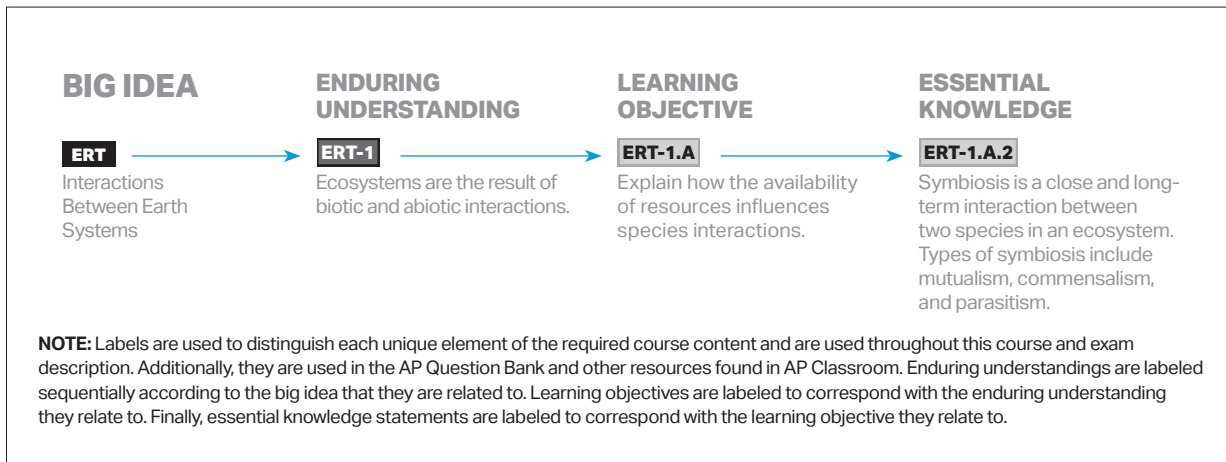 BIG IDEA
ERT
Interactions
Between Earth
Systems
ENDURING
UNDERSTANDING
ERT-1
Ecosystems are the result of
biotic and abiotic interactions.
LEARNING
OBJECTIVE
ERT-1.A
Explain how the availability
of resources influences
species interactions.
ESSENTIAL
KNOWLEDGE
ERT-1.A.2
Symbiosis is a close and long-
term interaction between
two species in an ecosystem.
Types of symbiosis include
mutualism, commensalism,
and parasitism.
NOTE: Labels are used to distinguish each unique element of the required course content and are used throughout this course and exam
description. Additionally, they are used in the AP Question Bank and other resources found in AP Classroom. Enduring understandings are labeled
sequentially according to the big idea that they are related to. Learning objectives are labeled to correspond with the enduring understanding
they relate to. Finally, essential knowledge statements are labeled to correspond with the learning objective they relate to.